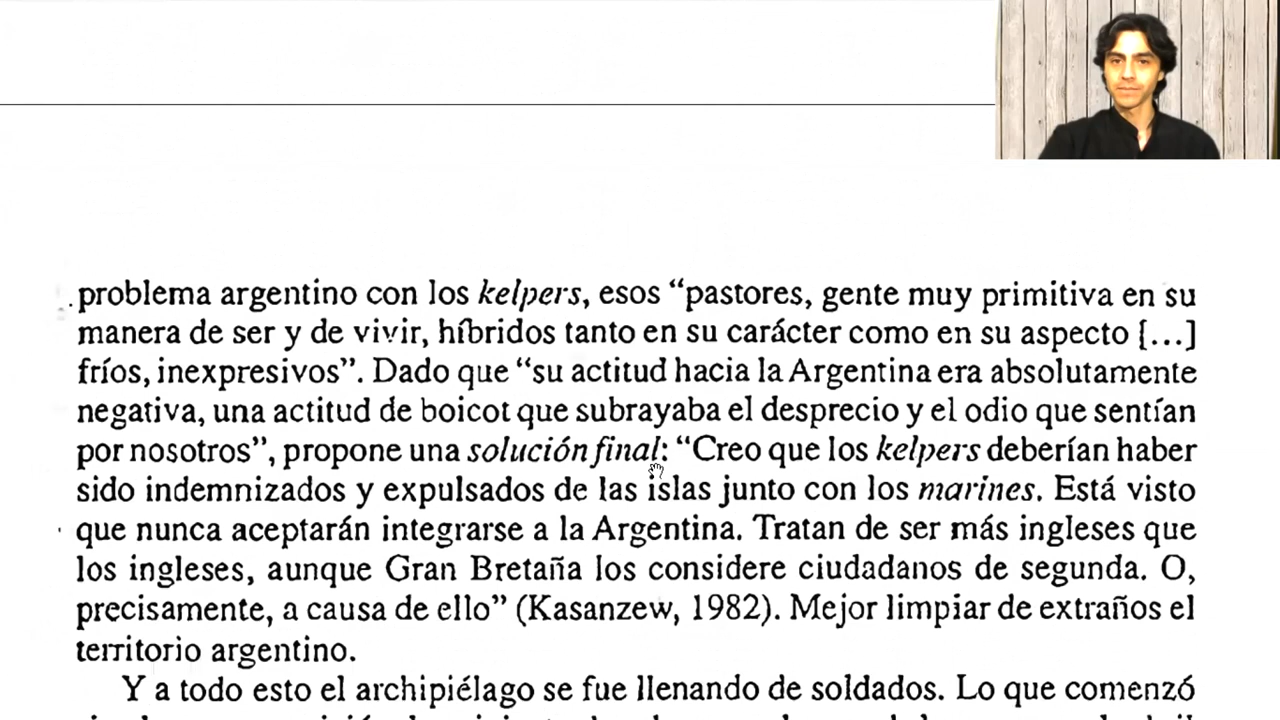 problema argentino con los kelpers, esos “pastores, gente muy primitiva en su
manera de ser y de vivir, híbridos tanto en su carácter como en su aspecto [...]
fríos, inexpresivos”. Dado que “su actitud hacia la Argentina era absolutamente
negativa, una actitud de boicot que subrayaba el desprecio y el odio que sentían
por nosotros”, propone una solución final: “Creo que los kelpers deberían haber
sido indemnizados y expulsados de las islas junto con los marines. Está visto
que nunca aceptarán integrarse a la Argentina. Tratan de ser más ingleses que
los ingleses, aunque Gran Bretaña los considere ciudadanos de segunda. O,
precisamente, a causa de ello” (Kasanzew, 1982). Mejor limpiar de extraños el
territorio argentino.
Y a todo esto el archipiélago se fue llenando de soldados. Lo que comenzó